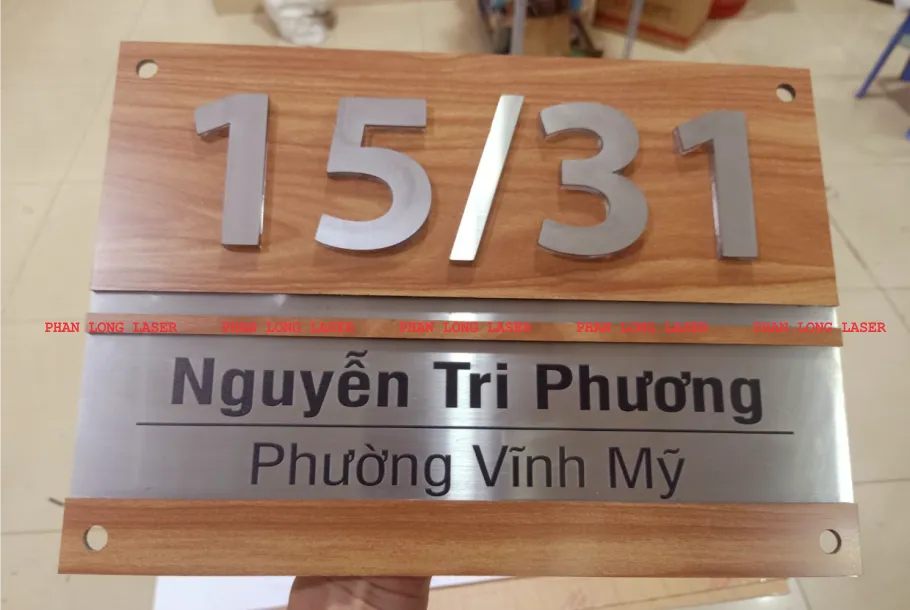 15/31
PHAN LONG LASER PHAN LONG LASER PHAN LONG LASER PHAN LONG LASER PHAN LONG LASER
Nguyễn Tri Phương
Phường Vĩnh Mỹ